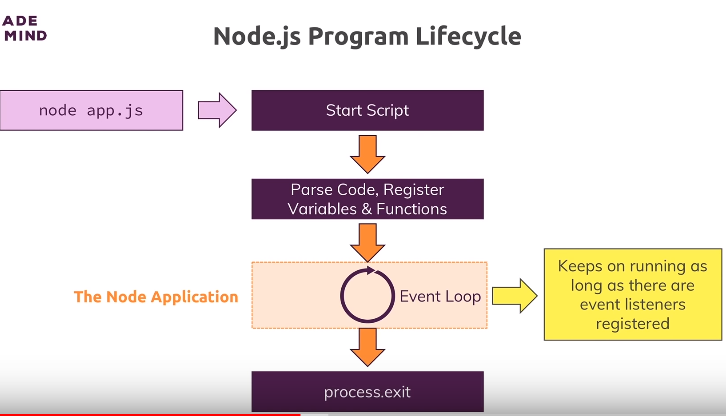 ADE
MIND
Node.js Program Lifecycle
node app.js
Start Script
Parse Code, Register
Variables & Functions
The Node Application
Event Loop
Keeps on running as
long as there are
event listeners
registered
process.exit